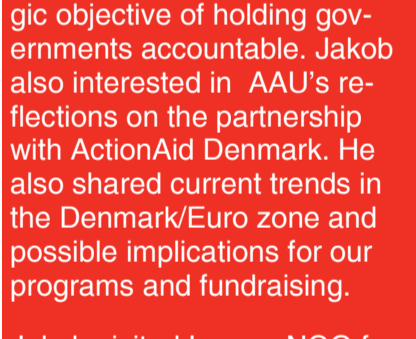 gic objective of holding gov-
ernments accountable. Jakob
also interested in  AAU's re-
flections on the partnership
with ActionAid Denmark. He
also shared current trends in
the Denmark/Euro zone and
possible implications for our
programs and fundraising.